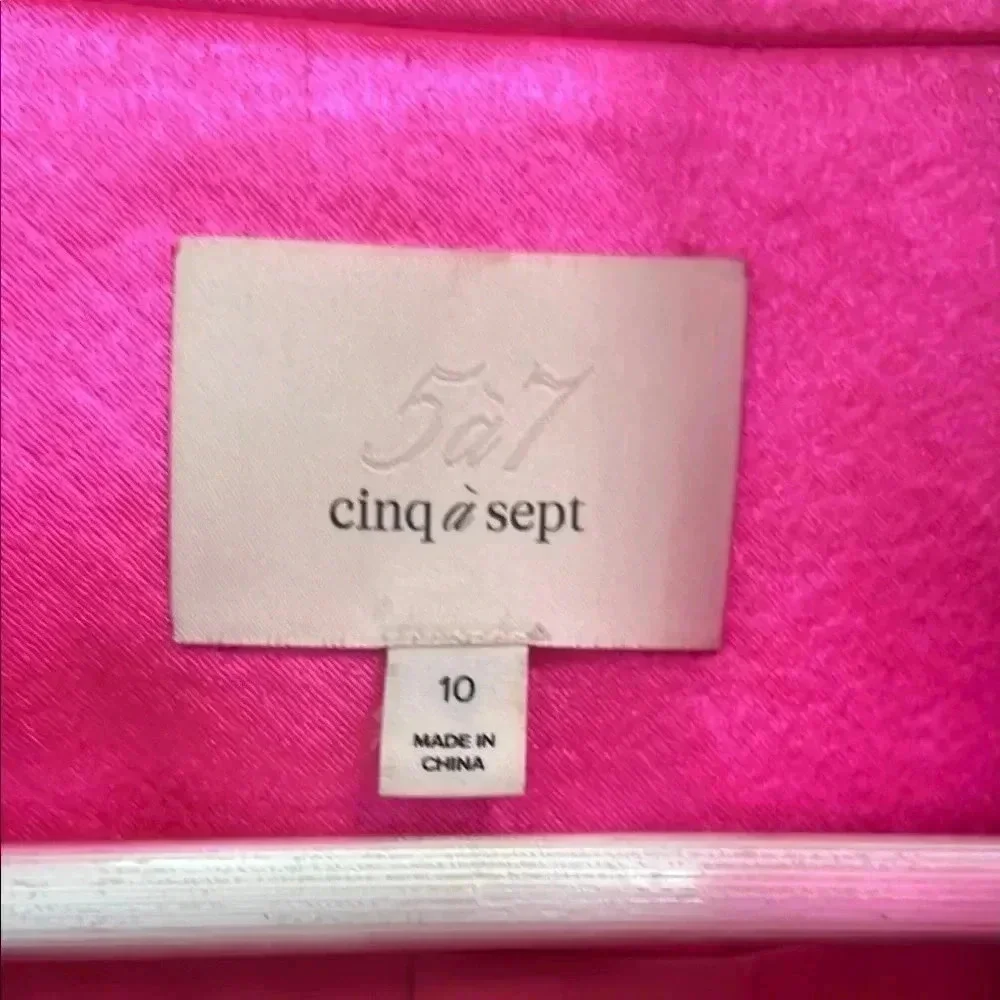 5à7
cinq à sept
10
MADE IN
CHINA